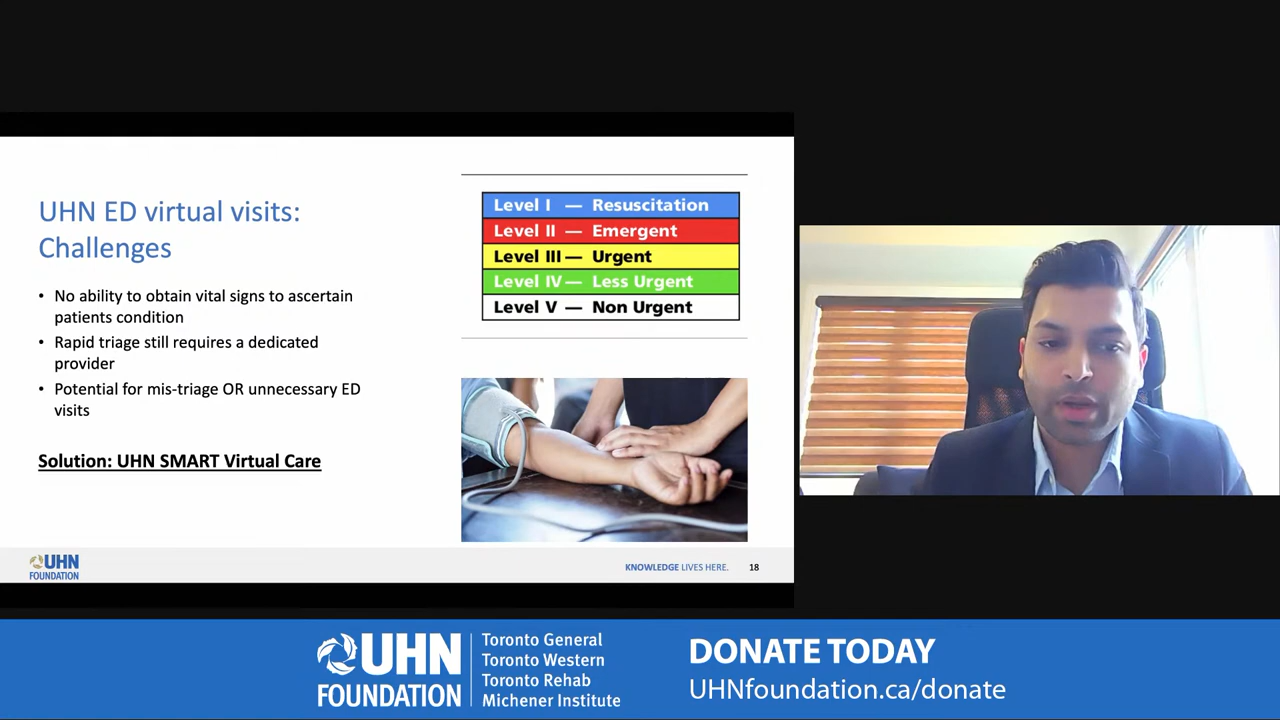 UHN ED virtual visits:
Challenges
• No ability to obtain vital signs to ascertain
patients condition
• Rapid triage still requires a dedicated
provider
• Potential for mis-triage OR unnecessary ED
visits
Solution: UHN SMART Virtual Care
Level I — Resuscitation
Level II — Emergent
Level III — Urgent
Level IV — Less Urgent
Level V — Non Urgent
UHN
FOUNDATION
KNOWLEDGE LIVES HERE. 18
UHN
FOUNDATION
Toronto General
Toronto Western
Toronto Rehab
Michener Institute
DONATE TODAY
UHNfoundation.ca/donate